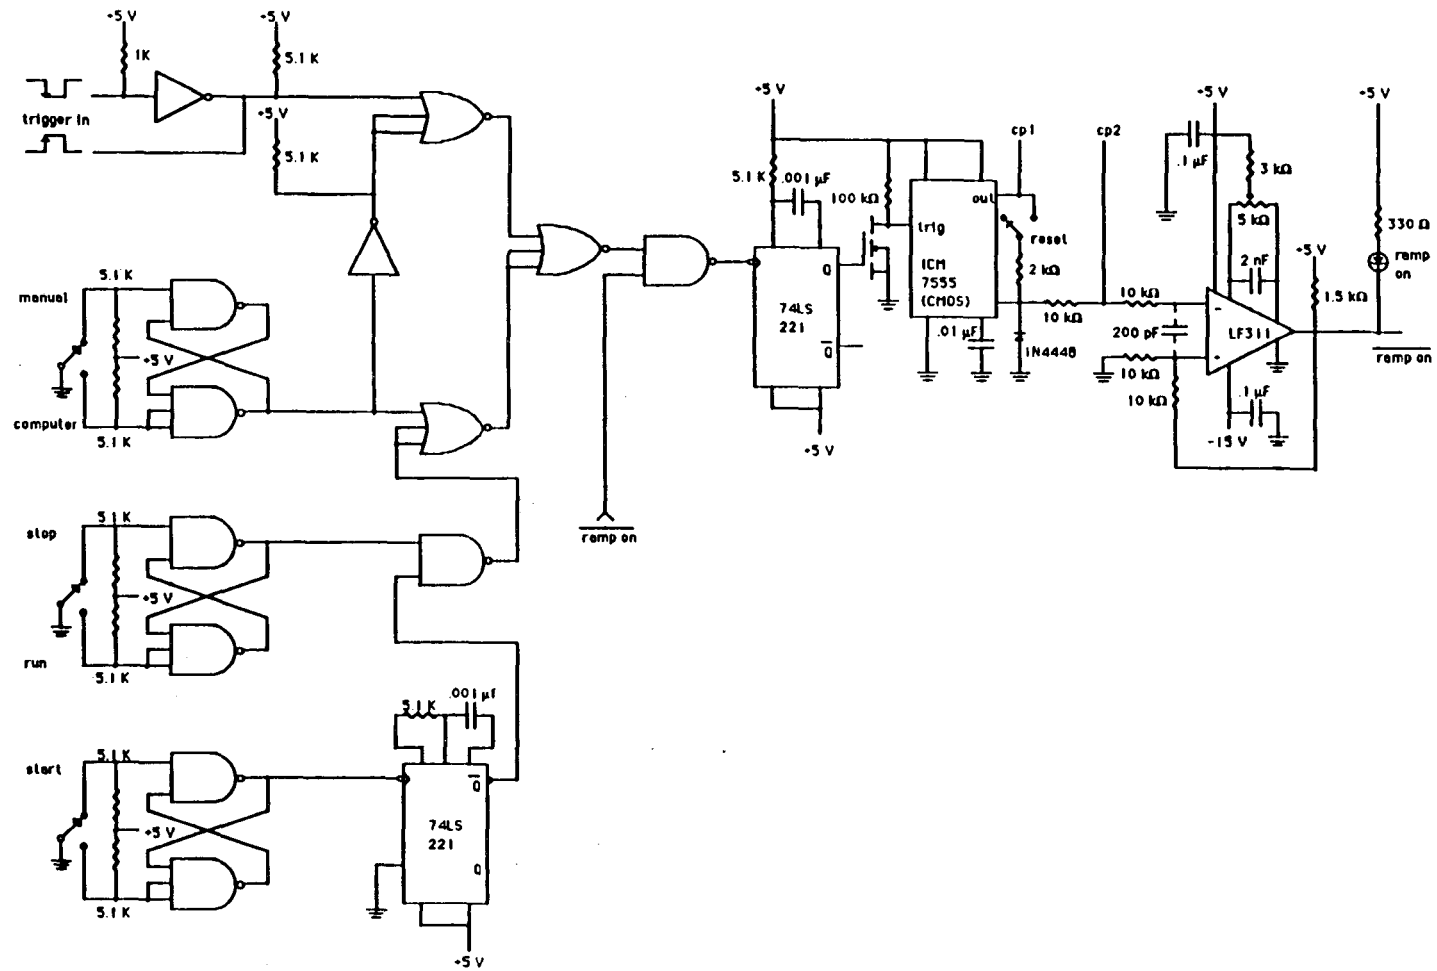 +5 V
1K
trigger in
+5 V
5.1 K
+5 V
5.1 K
manual
5.1 K
+5 V
computer
5.1 K
stop
5.1 K
+5 V
run
5.1 K
start
5.1 K
+5 V
5.1 K
5.1 K
.001 µf
Q
74LS
221
Q
+5 V
ramp on
+5 V
5.1 K
.001 µF
Q
74LS
221
Q
+5 V
100 kΩ
trig
out
ICM
7555
(CMOS)
.01 µF
cp1
reset
2 kΩ
1N4448
10 kΩ
cp2
10 kΩ
200 pF
10 kΩ
10 kΩ
+5 V
.1 µF
3 kΩ
5 kΩ
2 nF
-
LF311
+
.1 µF
-15 V
+5 V
1.5 kΩ
+5 V
330 Ω
ramp
on
ramp on